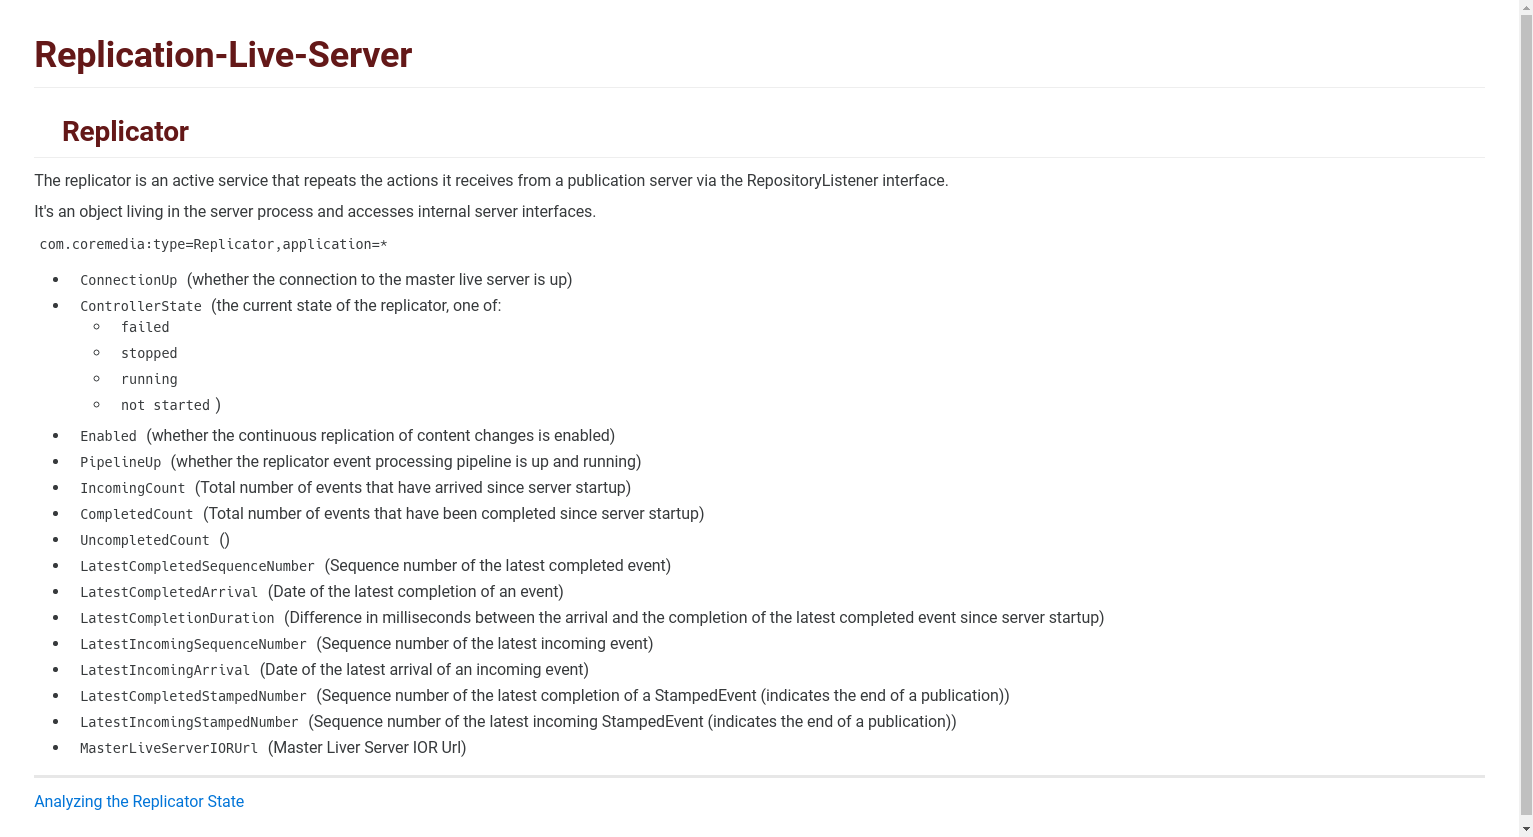 Replication-Live-Server
Replicator
The replicator is an active service that repeats the actions it receives from a publication server via the RepositoryListener interface.
It's an object living in the server process and accesses internal server interfaces.
com.coremedia:type=Replicator,application=*
ConnectionUp (whether the connection to the master live server is up)
ControllerState (the current state of the replicator, one of:
failed
stopped
running
not started )
Enabled (whether the continuous replication of content changes is enabled)
PipelineUp (whether the replicator event processing pipeline is up and running)
IncomingCount (Total number of events that have arrived since server startup)
CompletedCount (Total number of events that have been completed since server startup)
UncompletedCount ()
LatestCompletedSequenceNumber (Sequence number of the latest completed event)
LatestCompletedArrival (Date of the latest completion of an event)
LatestCompletionDuration (Difference in milliseconds between the arrival and the completion of the latest completed event since server startup)
LatestIncomingSequenceNumber (Sequence number of the latest incoming event)
LatestIncomingArrival (Date of the latest arrival of an incoming event)
LatestCompletedStampedNumber (Sequence number of the latest completion of a StampedEvent (indicates the end of a publication))
LatestIncomingStampedNumber (Sequence number of the latest incoming StampedEvent (indicates the end of a publication))
MasterLiveServerIORUrl (Master Liver Server IOR Url)
Analyzing the Replicator State